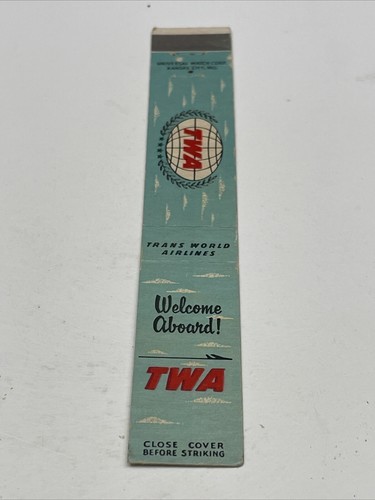 TWA
TRANS WORLD
AIRLINES
Welcome
Aboard!
TWA
CLOSE COVER
BEFORE STRIKING